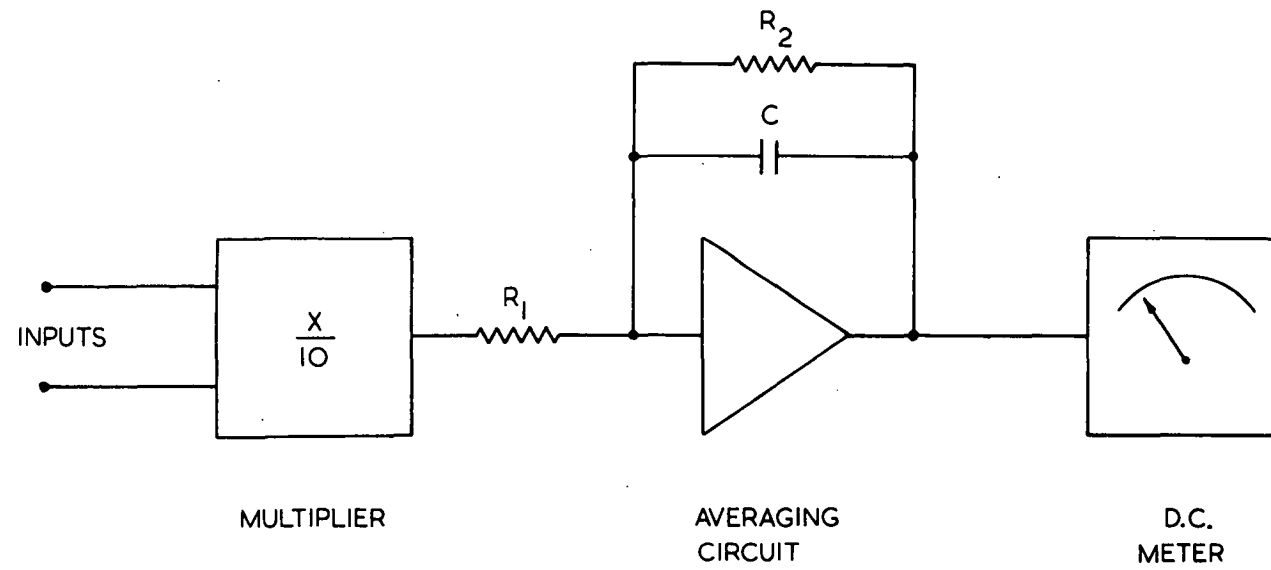 R2
C
INPUTS
X
10
R1
MULTIPLIER
AVERAGING
CIRCUIT
D.C.
METER